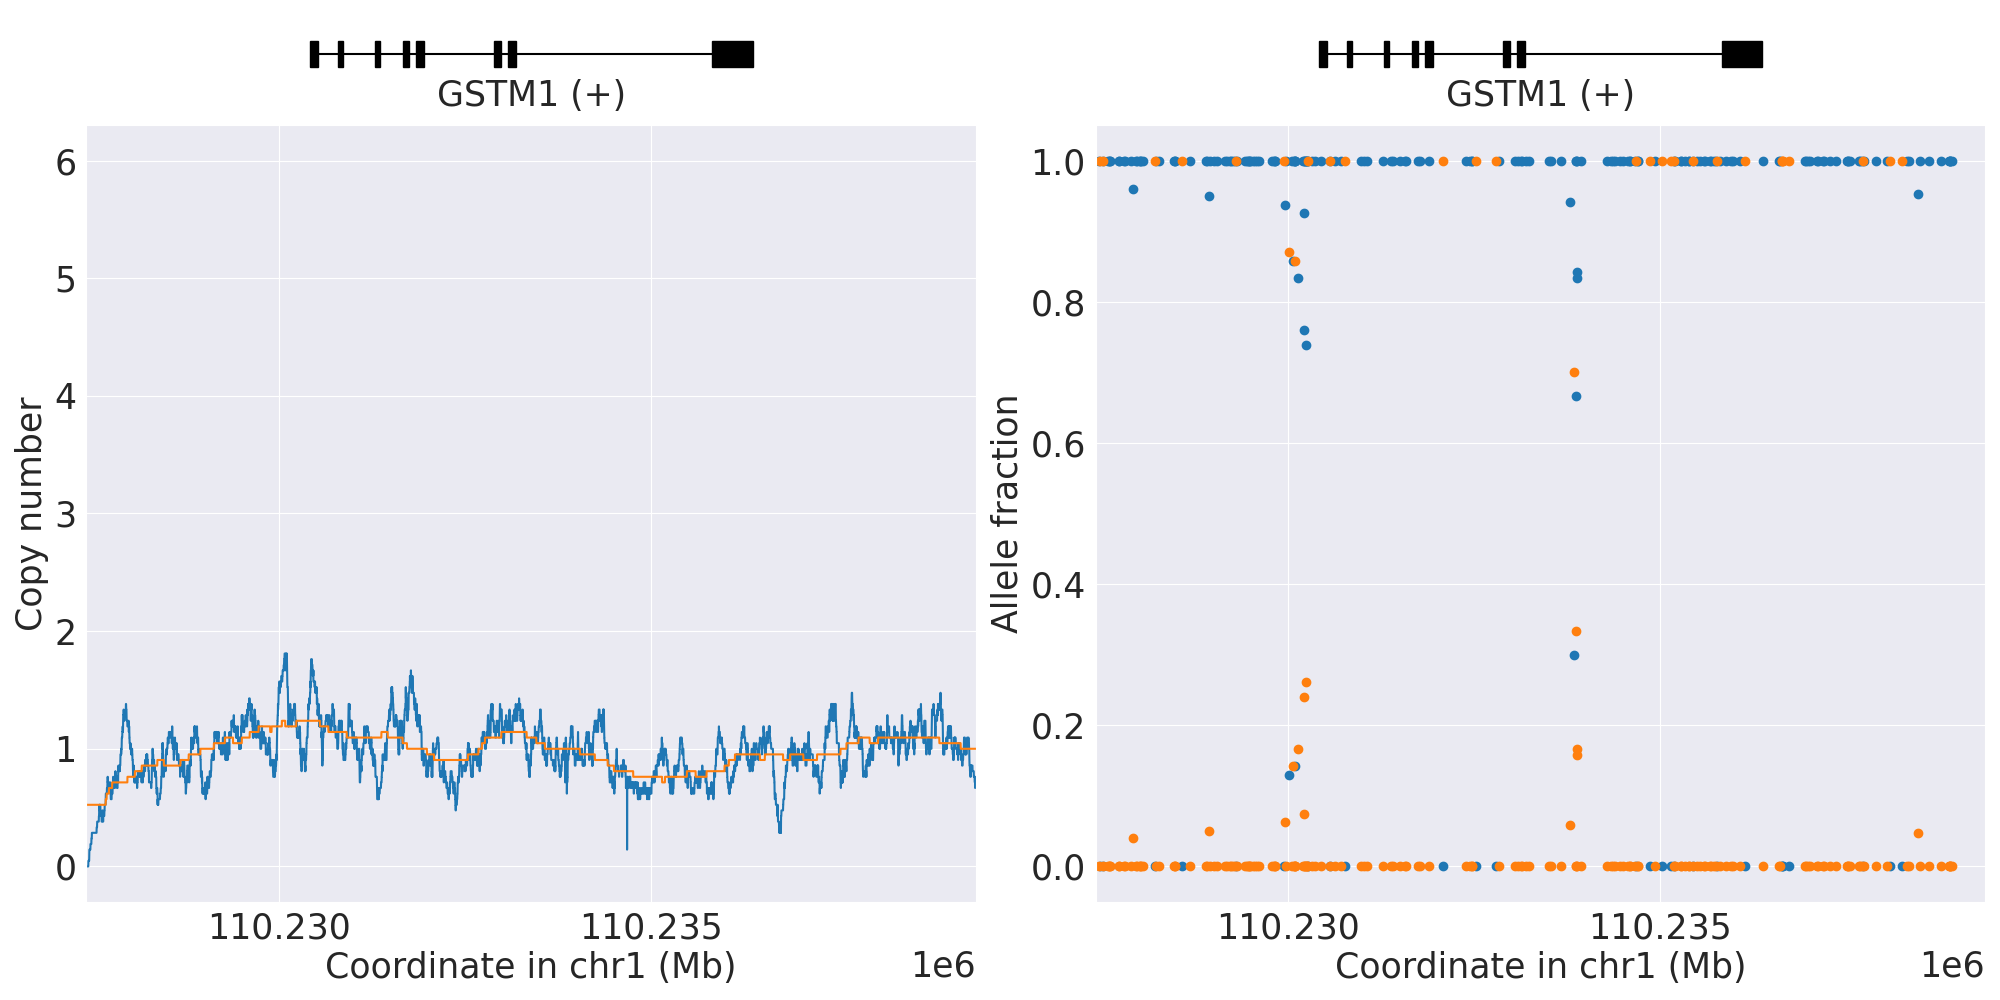 GSTM1 (+)
6
5
4
3
2
1
0
Copy number
110.230
110.235
Coordinate in chr1 (Mb)
1e6
GSTM1 (+)
1.0
0.8
0.6
0.4
0.2
0.0
Allele fraction
110.230
110.235
Coordinate in chr1 (Mb)
1e6